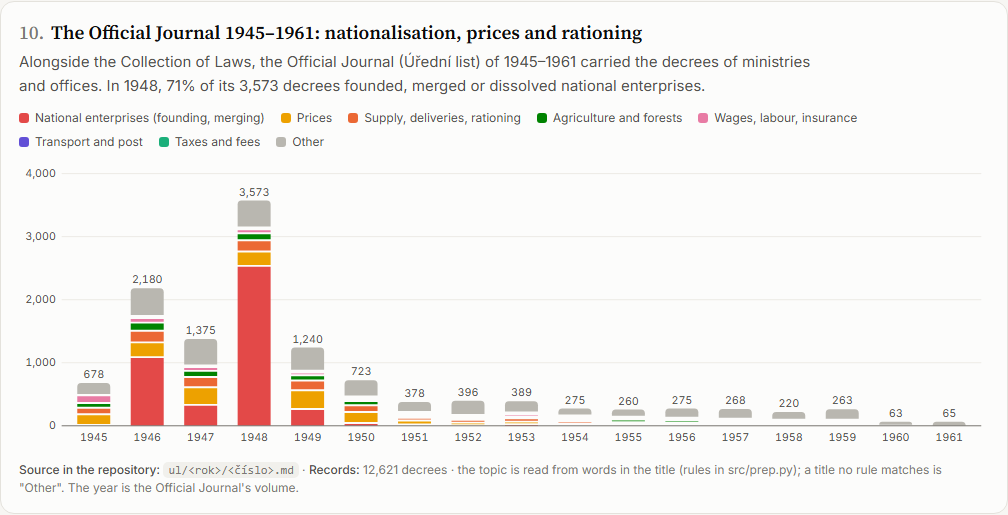 10. The Official Journal 1945–1961: nationalisation, prices and rationing
Alongside the Collection of Laws, the Official Journal (Úřední list) of 1945–1961 carried the decrees of ministries
and offices. In 1948, 71% of its 3,573 decrees founded, merged or dissolved national enterprises.
National enterprises (founding, merging) Prices Supply, deliveries, rationing Agriculture and forests Wages, labour, insurance
Transport and post Taxes and fees Other
4,000
3,000
2,000
1,000
0
678 2,180 1,375 3,573 1,240 723 378 396 389 275 260 275 268 220 263 63 65
1945 1946 1947 1948 1949 1950 1951 1952 1953 1954 1955 1956 1957 1958 1959 1960 1961
Source in the repository: ul/<rok>/<číslo>.md · Records: 12,621 decrees · the topic is read from words in the title (rules in src/prep.py); a title no rule matches is
"Other". The year is the Official Journal's volume.